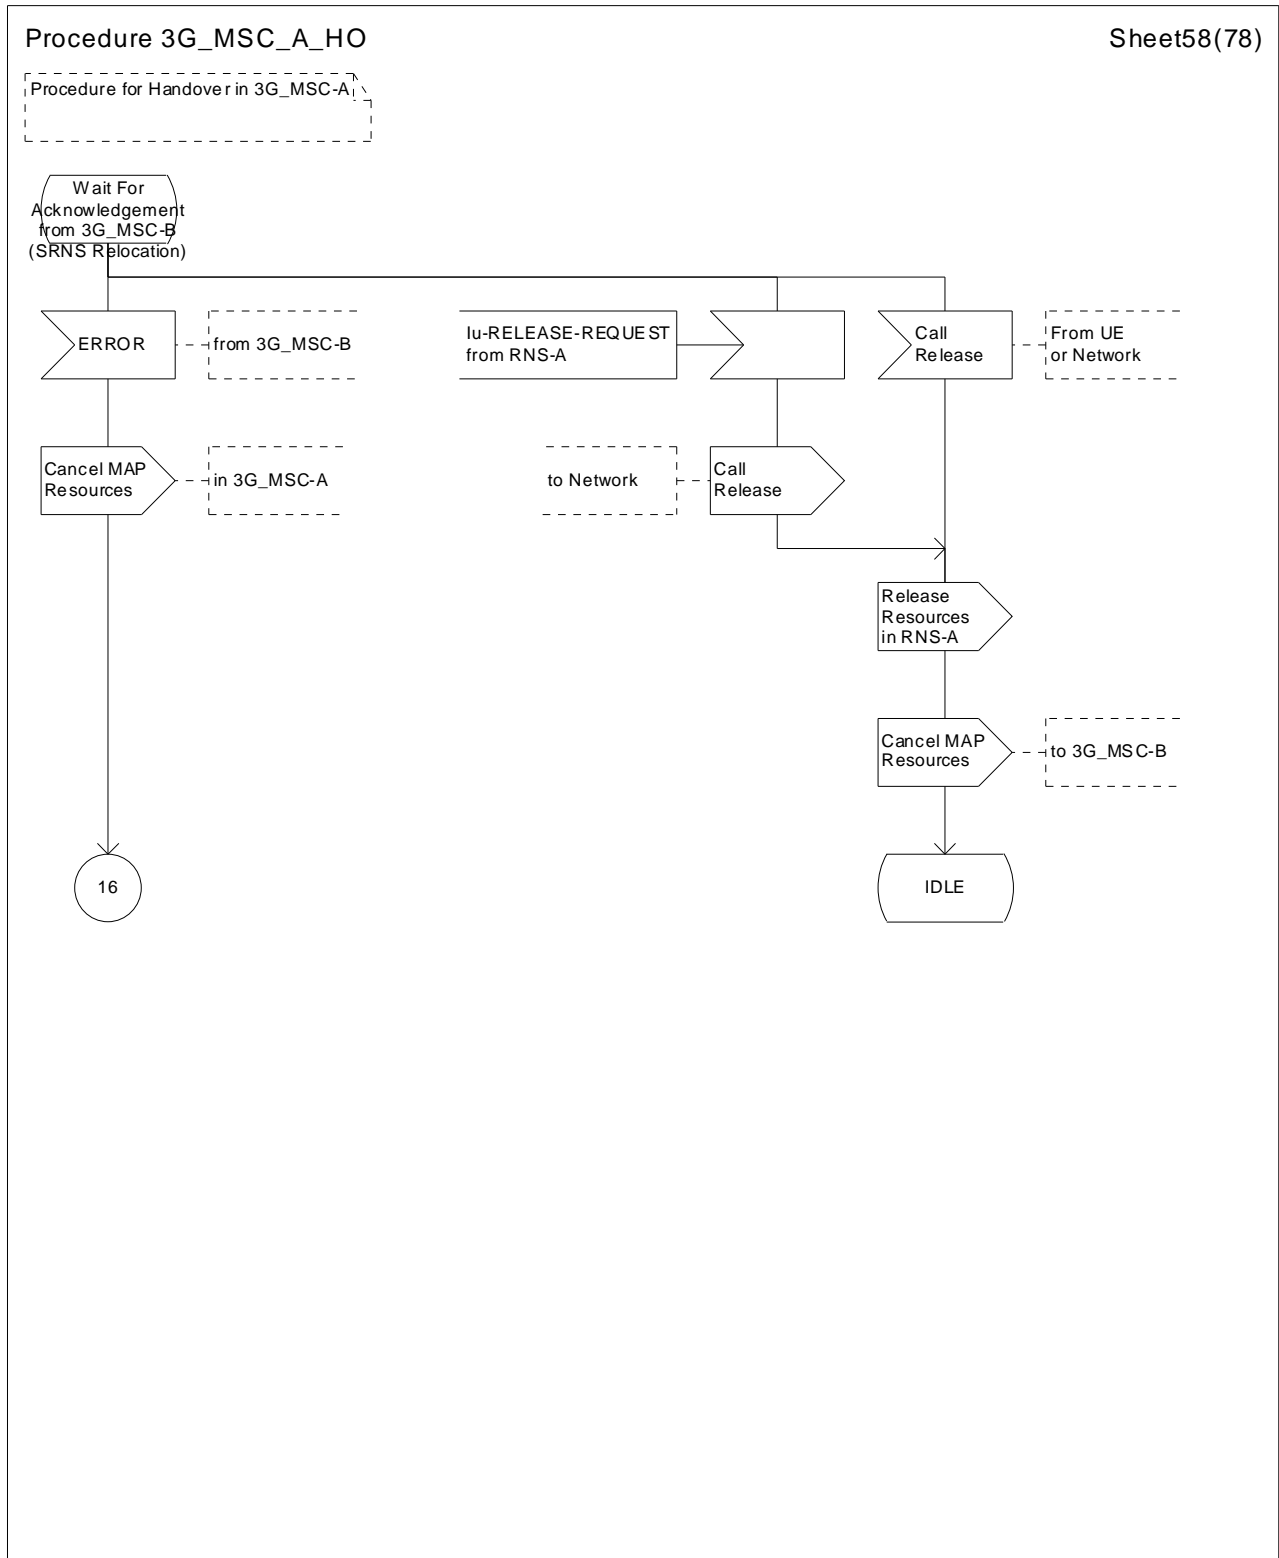 Procedure 3G_MSC_A_HO
Sheet58(78)
Procedure for Handover in 3G_MSC-A
Wait For
Acknowledgement
from 3G_MSC-B
(SRNS Relocation)
ERROR
from 3G_MSC-B
Iu-RELEASE-REQUEST
from RNS-A
Call
Release
From UE
or Network
Cancel MAP
Resources
in 3G_MSC-A
to Network
Call
Release
Release
Resources
in RNS-A
Cancel MAP
Resources
to 3G_MSC-B
16
IDLE